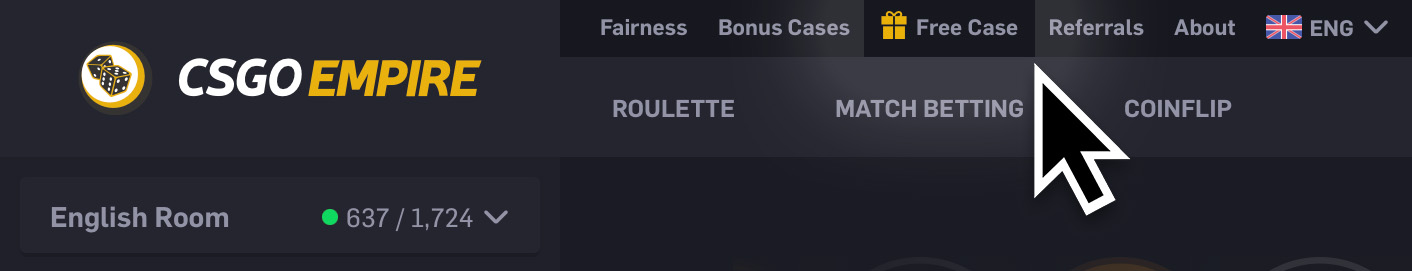 Fairness Bonus Cases Free Case Referrals About ENG
CSGO EMPIRE
ROULETTE MATCH BETTING COINFLIP
English Room 637 / 1,724